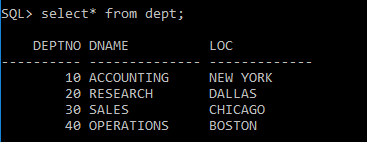 SQL> select* from dept;
    DEPTNO DNAME          LOC
---------- -------------- -------------
        10 ACCOUNTING     NEW YORK
        20 RESEARCH       DALLAS
        30 SALES          CHICAGO
        40 OPERATIONS     BOSTON